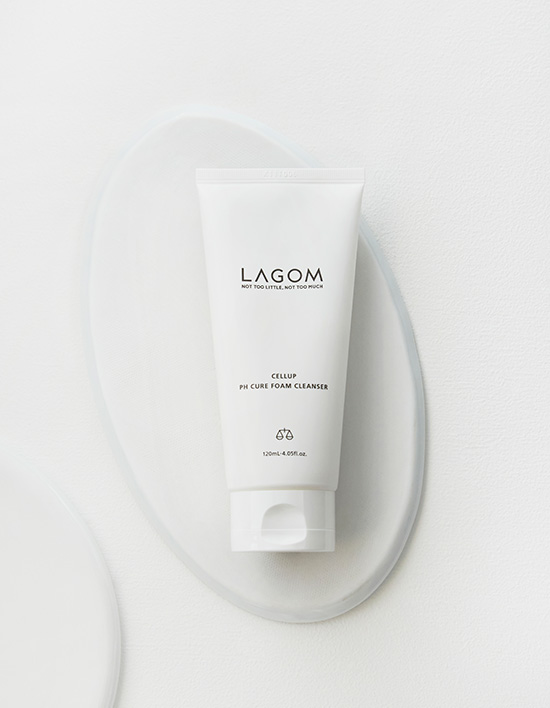 LAGOM
NOT TOO LITTLE, NOT TOO MUCH
CELLUP
PH CURE FOAM CLEANSER
120mL·4.05fl.oz.